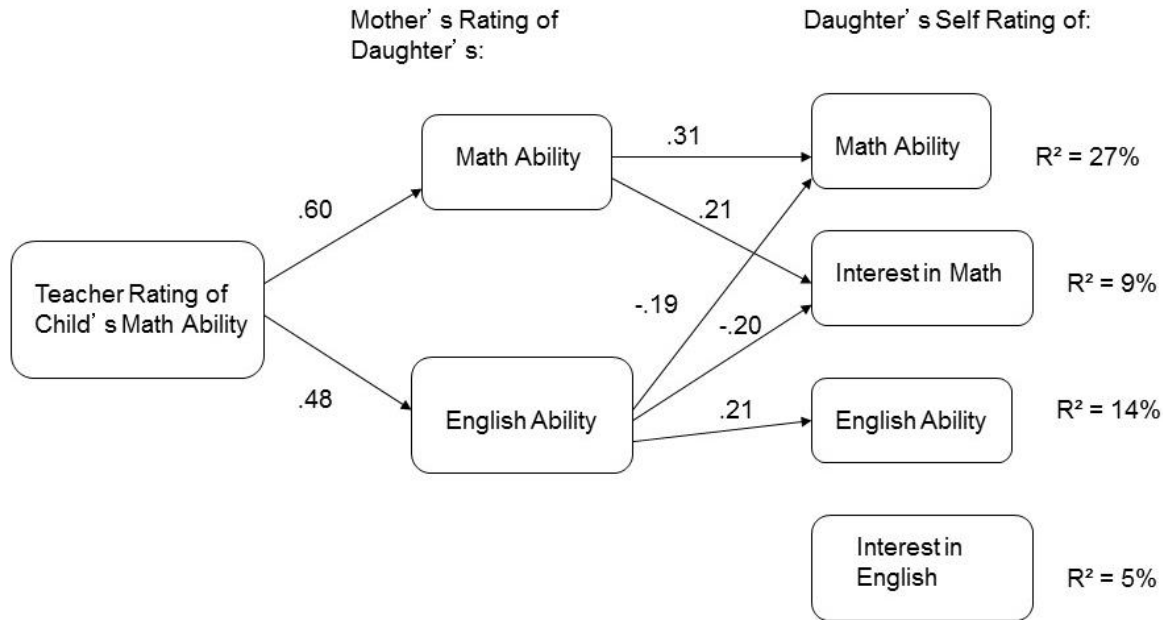 Mother’ s Rating of
Daughter’ s:
Daughter’ s Self Rating of:
Teacher Rating of
Child’ s Math Ability
.60
.48
Math Ability
English Ability
.31
.21
-.19
-.20
.21
Math Ability
R² = 27%
Interest in Math
R² = 9%
English Ability
R² = 14%
Interest in
English
R² = 5%